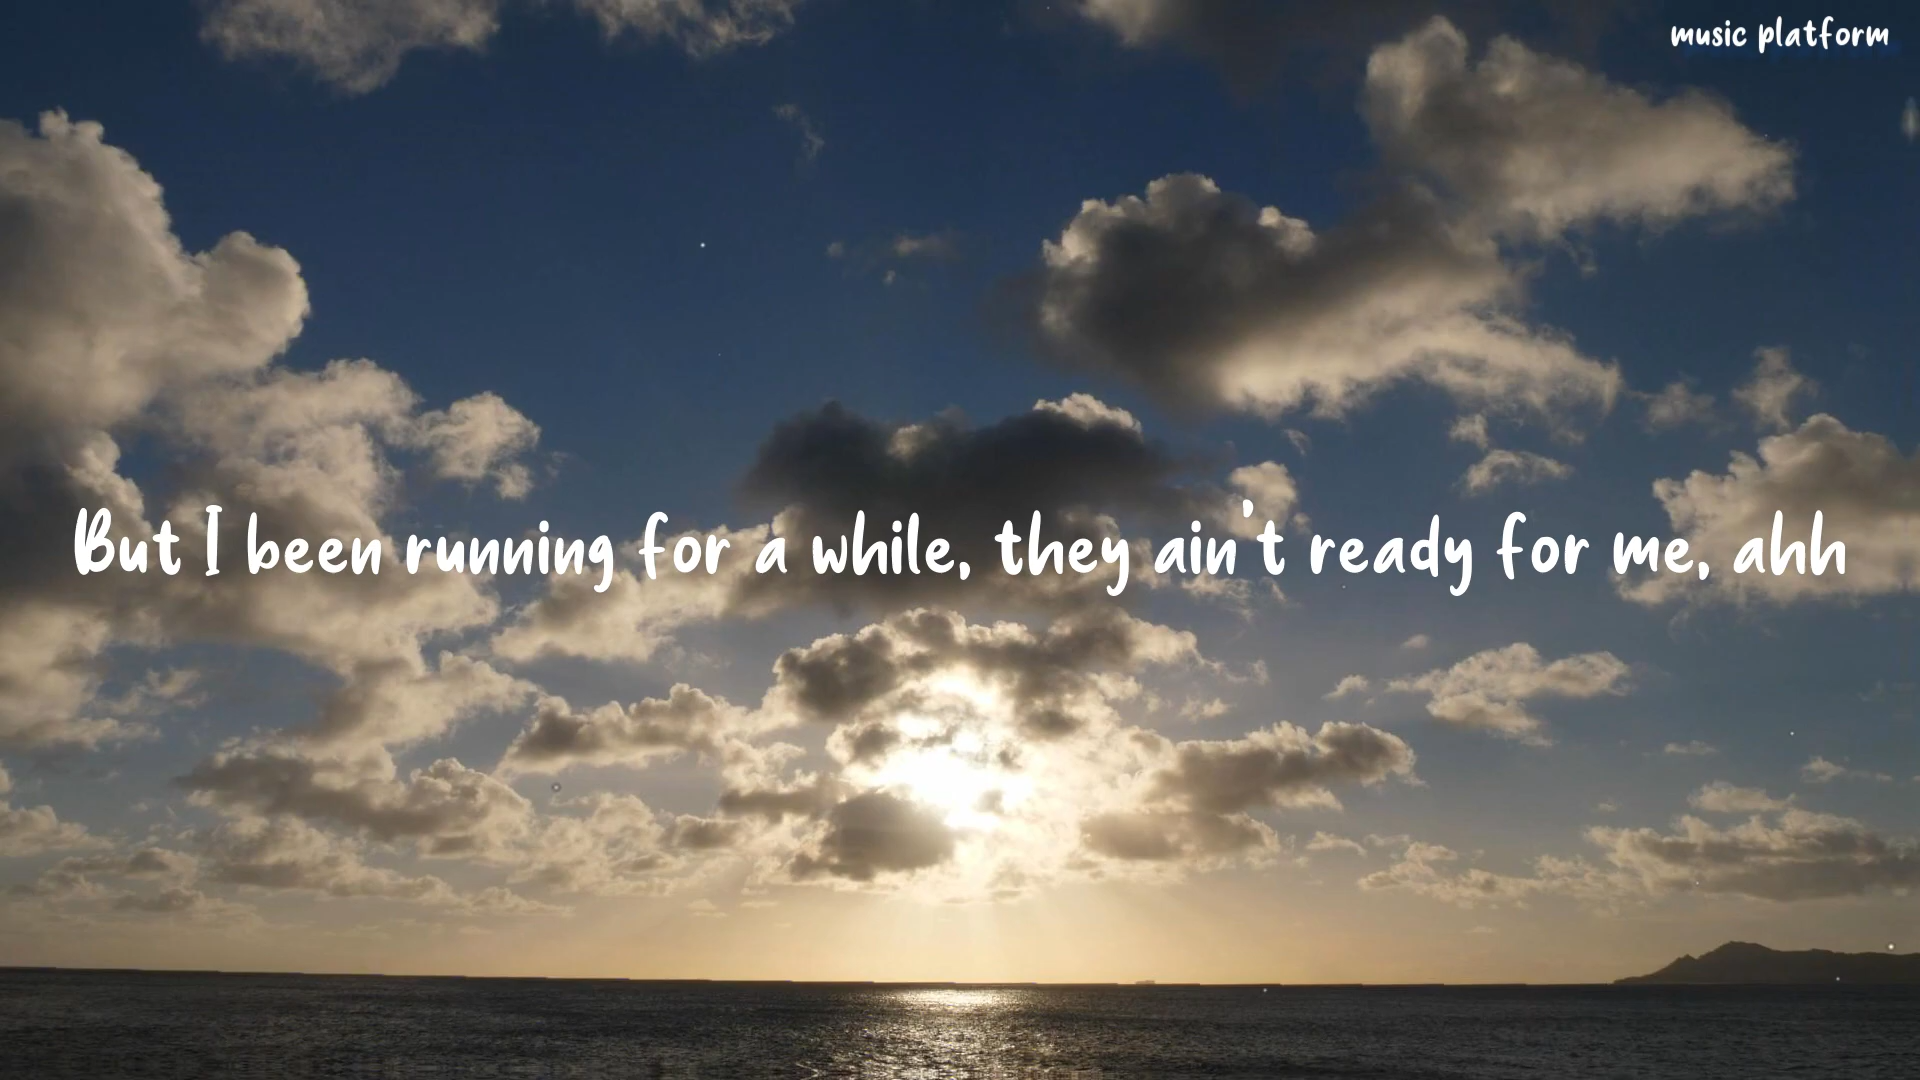 music platform
But I been running for a while, they ain't ready for me, ahh